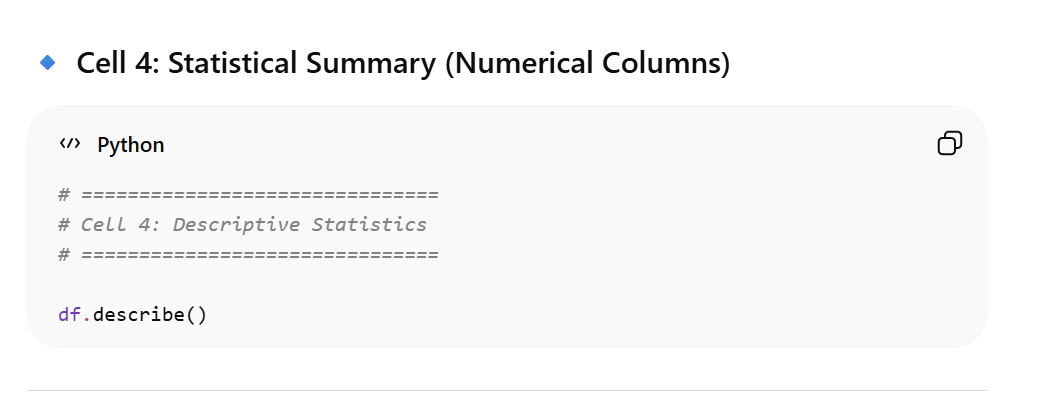 Cell 4: Statistical Summary (Numerical Columns)
Python
# ===============================
# Cell 4: Descriptive Statistics
# ===============================
df.describe()